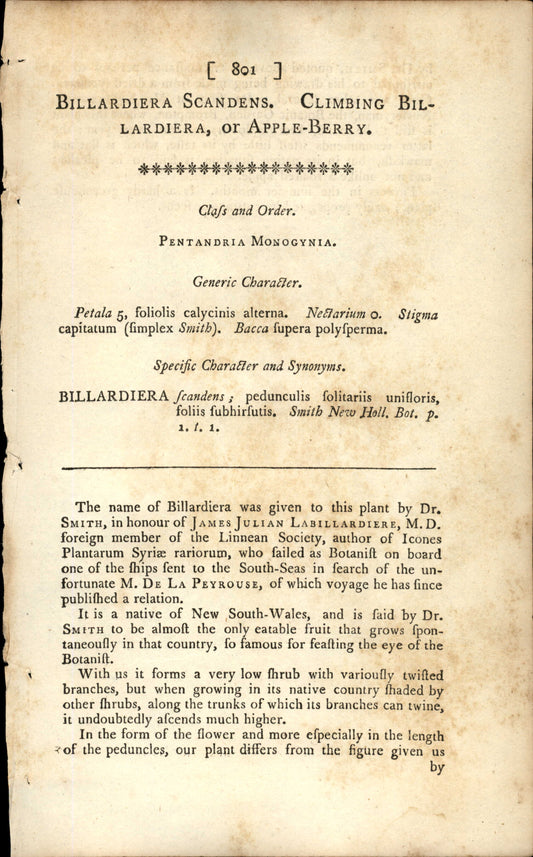 [ 801 ]
BILLARDIERA SCANDENS. CLIMBING BIL-
LARDIERA, or APPLE-BERRY.
******************
Claſs and Order.
PENTANDRIA MONOGYNIA.
Generic Character.
Petala 5, foliolis calycinis alterna. Nectarium 0. Stigma
capitatum (ſimplex Smith). Bacca ſupera polyſperma.
Specific Character and Synonyms.
BILLARDIERA ſcandens; pedunculis ſolitariis unifloris,
foliis ſubhirſutis. Smith New Holl. Bot. p.
1. t. 1.
The name of Billardiera was given to this plant by Dr.
SMITH, in honour of JAMES JULIAN LABILLARDIERE, M. D.
foreign member of the Linnean Society, author of Icones
Plantarum Syriæ rariorum, who ſailed as Botaniſt on board
one of the ſhips ſent to the South-Seas in ſearch of the un-
fortunate M. DE LA PEYROUSE, of which voyage he has ſince
publiſhed a relation.
It is a native of New South-Wales, and is ſaid by Dr.
SMITH to be almoſt the only eatable fruit that grows ſpon-
taneouſly in that country, ſo famous for feaſting the eye of the
Botaniſt.
With us it forms a very low ſhrub with variouſly twiſted
branches, but when growing in its native country ſhaded by
other ſhrubs, along the trunks of which its branches can twine,
it undoubtedly aſcends much higher.
In the form of the flower and more eſpecially in the length
of the peduncles, our plant differs from the figure given us
by